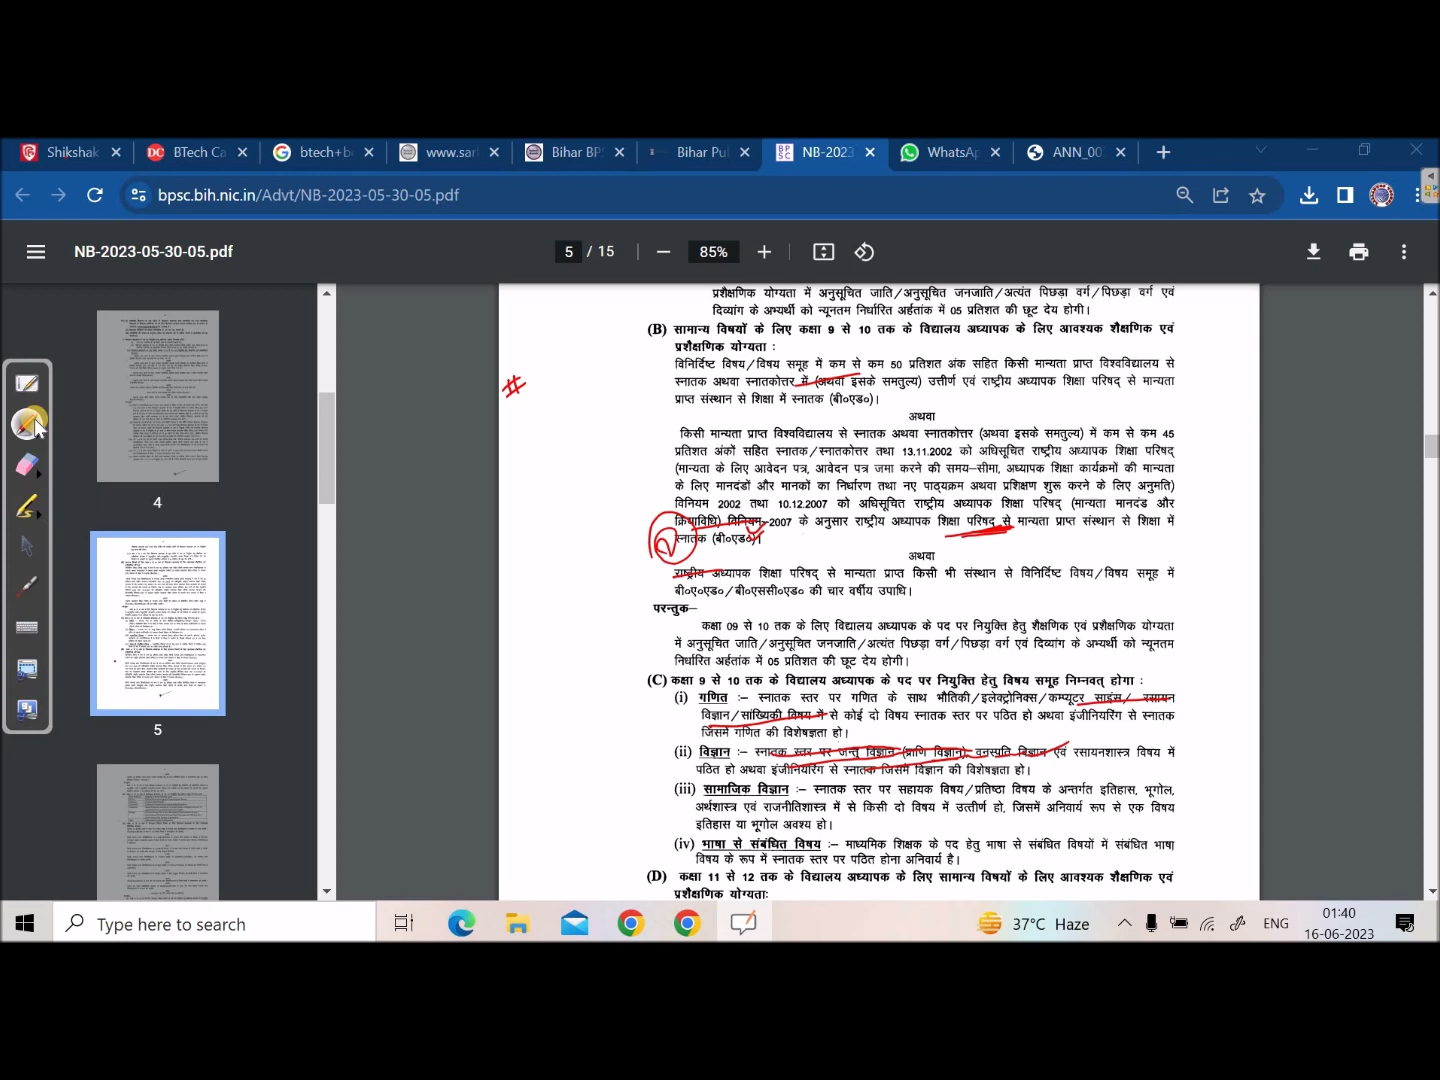 Shikshak
BTech Ca
btech+b
www.sar
Bihar BP
Bihar Pu
NB-2023
WhatsAp
ANN_00
bpsc.bih.nic.in/Advt/NB-2023-05-30-05.pdf
NB-2023-05-30-05.pdf
5 / 15
85%
4
5
प्रशैक्षणिक योग्यता में अनुसूचित जाति/अनुसूचित जनजाति/अत्यंत पिछड़ा वर्ग/पिछड़ा वर्ग एवं
दिव्यांग के अभ्यर्थी को न्यूनतम निर्धारित अर्हतांक में 05 प्रतिशत की छूट देय होगी।
(B) सामान्य विषयों के लिए कक्षा 9 से 10 तक के विद्यालय अध्यापक के लिए आवश्यक शैक्षणिक एवं
प्रशैक्षणिक योग्यता :
विनिर्दिष्ट विषय/विषय समूह में कम से कम 50 प्रतिशत अंक सहित किसी मान्यता प्राप्त विश्वविद्यालय से
स्नातक अथवा स्नातकोत्तर में (अथवा इसके समतुल्य) उत्तीर्ण एवं राष्ट्रीय अध्यापक शिक्षा परिषद् से मान्यता
प्राप्त संस्थान से शिक्षा में स्नातक (बी०एड०)।
#
अथवा
किसी मान्यता प्राप्त विश्वविद्यालय से स्नातक अथवा स्नातकोत्तर (अथवा इसके समतुल्य) में कम से कम 45
प्रतिशत अंकों सहित स्नातक/स्नातकोत्तर तथा 13.11.2002 को अधिसूचित राष्ट्रीय अध्यापक शिक्षा परिषद्
(मान्यता के लिए आवेदन पत्र, आवेदन पत्र जमा करने की समय–सीमा, अध्यापक शिक्षा कार्यक्रमों की मान्यता
के लिए मानदंडों और मानकों का निर्धारण तथा नए पाठ्यक्रम अथवा प्रशिक्षण शुरू करने के लिए अनुमति)
विनियम 2002 तथा 10.12.2007 को अधिसूचित राष्ट्रीय अध्यापक शिक्षा परिषद् (मान्यता मानदंड और
क्रियाविधि) विनियम–2007 के अनुसार राष्ट्रीय अध्यापक शिक्षा परिषद् से मान्यता प्राप्त संस्थान से शिक्षा में
स्नातक (बी०एड०)।
अथवा
राष्ट्रीय अध्यापक शिक्षा परिषद् से मान्यता प्राप्त किसी भी संस्थान से विनिर्दिष्ट विषय/विषय समूह में
बी०ए०एड०/बी०एससी०एड० की चार वर्षीय उपाधि।
परन्तुक–
कक्षा 09 से 10 तक के लिए विद्यालय अध्यापक के पद पर नियुक्ति हेतु शैक्षणिक एवं प्रशैक्षणिक योग्यता
में अनुसूचित जाति/अनुसूचित जनजाति/अत्यंत पिछड़ा वर्ग/पिछड़ा वर्ग एवं दिव्यांग के अभ्यर्थी को न्यूनतम
निर्धारित अर्हतांक में 05 प्रतिशत की छूट देय होगी।
(C) कक्षा 9 से 10 तक के विद्यालय अध्यापक के पद पर नियुक्ति हेतु विषय समूह निम्नवत् होगा :
(i) गणित :– स्नातक स्तर पर गणित के साथ भौतिकी/इलेक्ट्रोनिक्स/कम्प्यूटर साइंस/ रसायन
विज्ञान/सांख्यिकी विषय में से कोई दो विषय स्नातक स्तर पर पठित हो अथवा इंजीनियरिंग से स्नातक
जिसमें गणित की विशेषज्ञता हो।
(ii) विज्ञान :– स्नातक स्तर पर जन्तु विज्ञान (प्राणि विज्ञान), वनस्पति विज्ञान एवं रसायनशास्त्र विषय में
पठित हो अथवा इंजीनियरिंग से स्नातक जिसमें विज्ञान की विशेषज्ञता हो।
(iii) सामाजिक विज्ञान :– स्नातक स्तर पर सहायक विषय/प्रतिष्ठा विषय के अन्तर्गत इतिहास, भूगोल,
अर्थशास्त्र एवं राजनीतिशास्त्र में से किसी दो विषय में उत्तीर्ण हो, जिसमें अनिवार्य रूप से एक विषय
इतिहास या भूगोल अवश्य हो।
(iv) भाषा से संबंधित विषय :– माध्यमिक शिक्षक के पद हेतु भाषा से संबंधित विषयों में संबंधित भाषा
विषय के रूप में स्नातक स्तर पर पठित होना अनिवार्य है।
(D) कक्षा 11 से 12 तक के विद्यालय अध्यापक के लिए सामान्य विषयों के लिए आवश्यक शैक्षणिक एवं
प्रशैक्षणिक योग्यताः
Type here to search
37°C Haze
ENG
01:40
16-06-2023